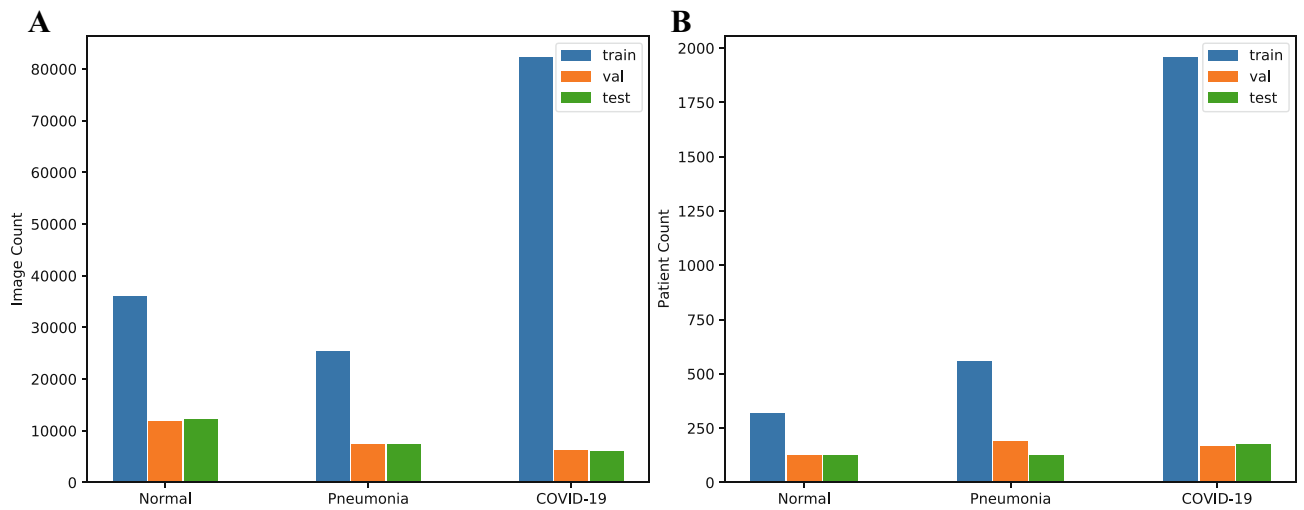 A
Image Count
80000
70000
60000
50000
40000
30000
20000
10000
0
Normal
Pneumonia
COVID-19
train
val
test
B
Patient Count
2000
1750
1500
1250
1000
750
500
250
0
Normal
Pneumonia
COVID-19
train
val
test